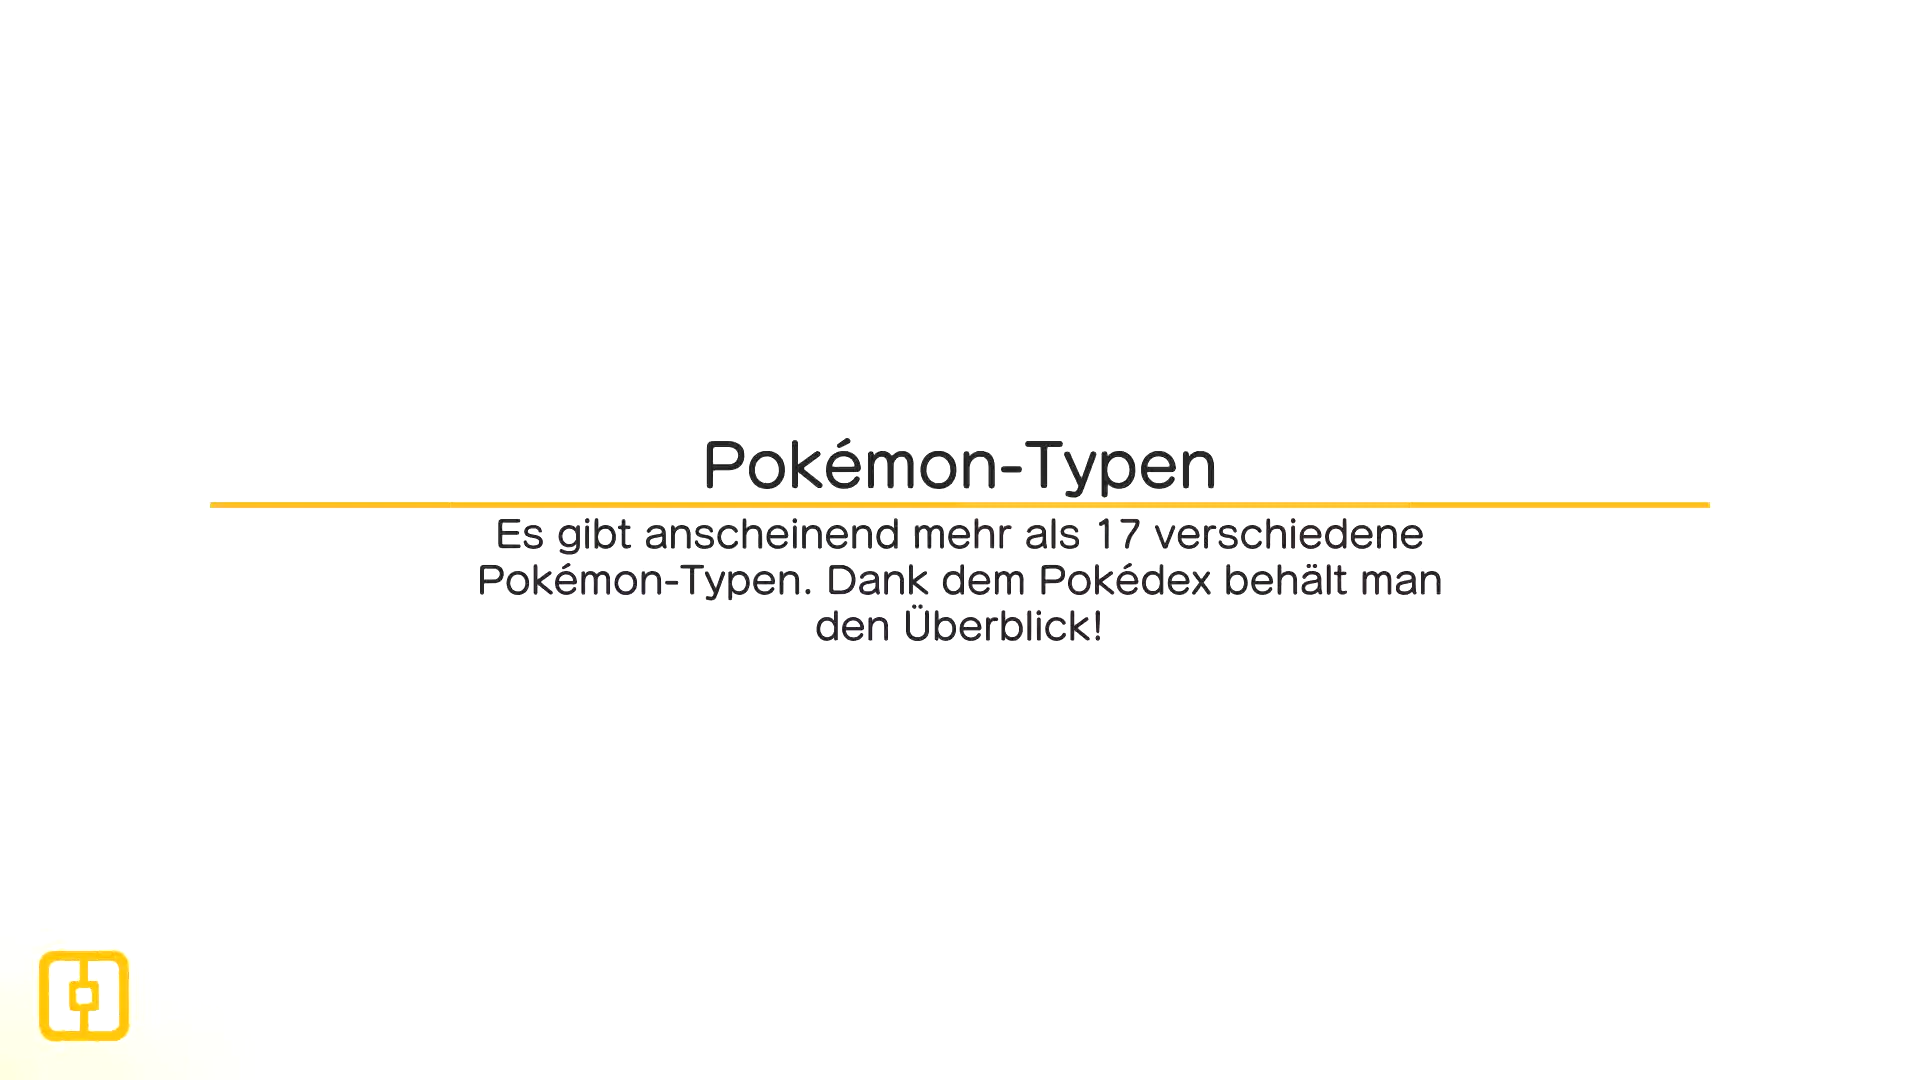 Pokémon-Typen
Es gibt anscheinend mehr als 17 verschiedene
Pokémon-Typen. Dank dem Pokédex behält man
den Überblick!